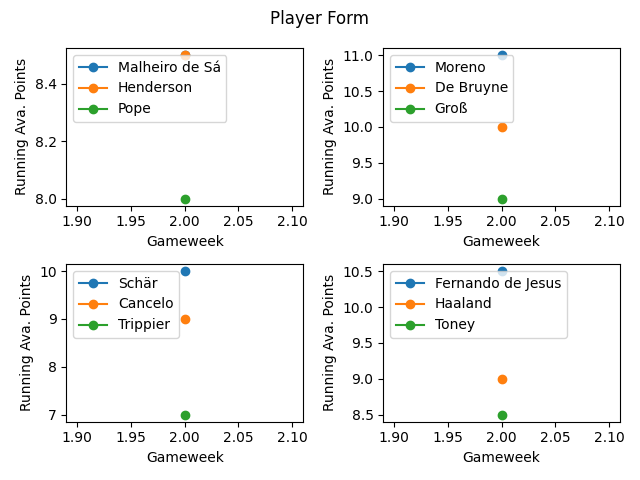 Player Form
Running Ava. Points
8.4
8.2
8.0
Malheiro de Sá
Henderson
Pope
1.90 1.95 2.00 2.05 2.10
Gameweek
Running Ava. Points
11.0
10.5
10.0
9.5
9.0
Moreno
De Bruyne
Groß
1.90 1.95 2.00 2.05 2.10
Gameweek
Running Ava. Points
10
9
8
7
Schär
Cancelo
Trippier
1.90 1.95 2.00 2.05 2.10
Gameweek
Running Ava. Points
10.5
10.0
9.5
9.0
8.5
Fernando de Jesus
Haaland
Toney
1.90 1.95 2.00 2.05 2.10
Gameweek